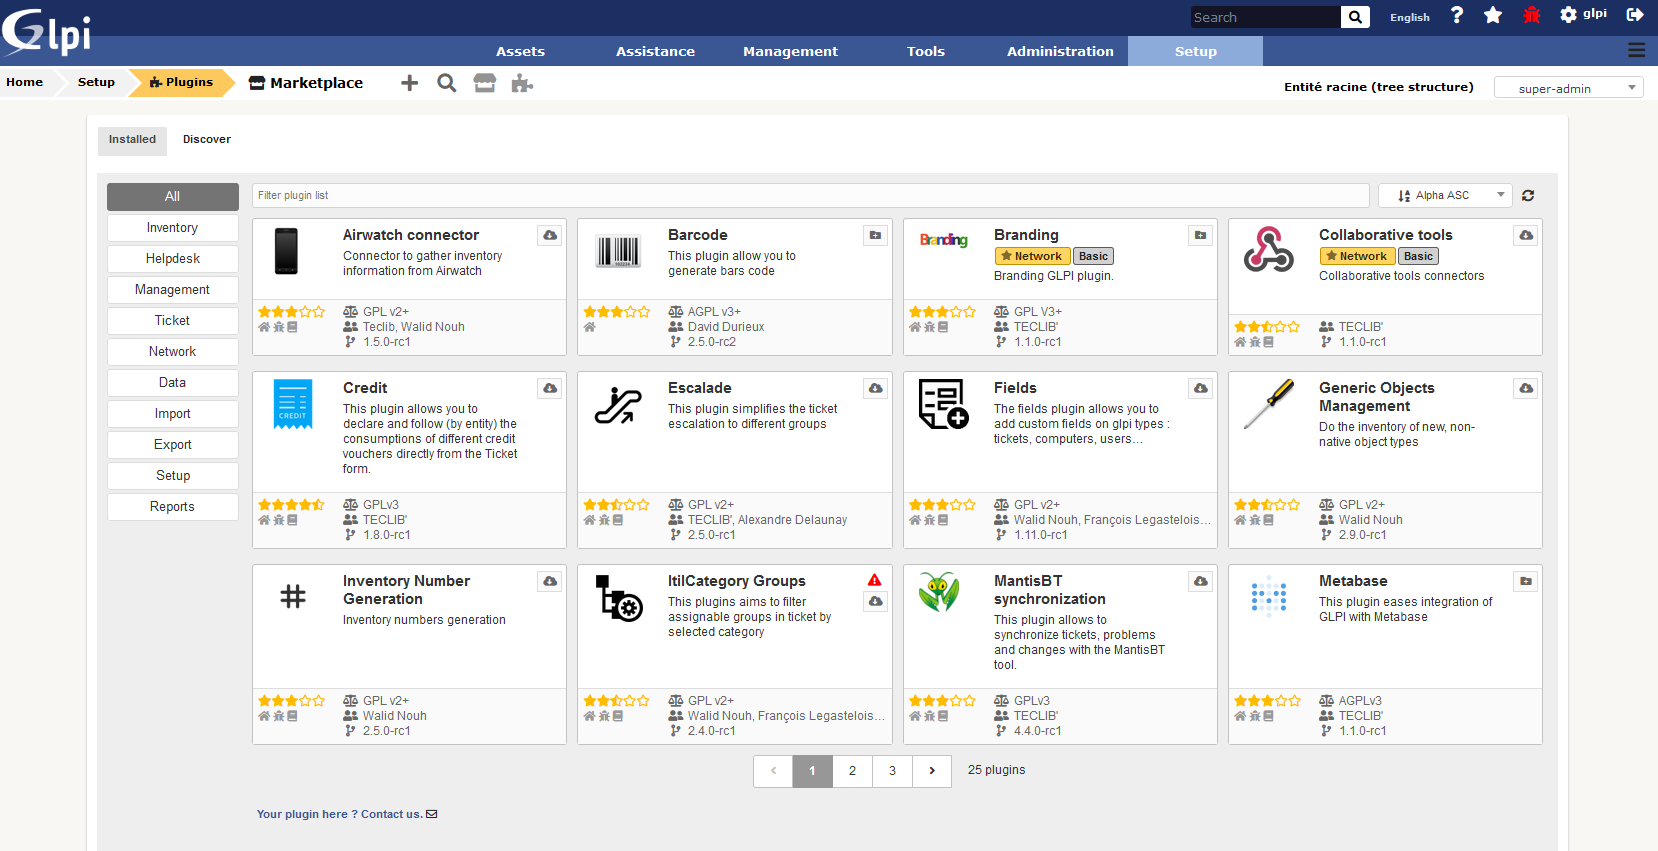 Glpi
Search
English
glpi
Assets
Assistance
Management
Tools
Administration
Setup
Home
Setup
Plugins
Marketplace
Entité racine (tree structure)
super-admin
Installed
Discover
All
Inventory
Helpdesk
Management
Ticket
Network
Data
Import
Export
Setup
Reports
Filter plugin list
Alpha ASC
Airwatch connector
Connector to gather inventory
information from Airwatch
GPL v2+
Teclib, Walid Nouh
1.5.0-rc1
Barcode
This plugin allow you to
generate bars code
AGPL v3+
David Durieux
2.5.0-rc2
Branding
Branding
Network Basic
Branding GLPI plugin.
GPL V3+
TECLIB'
1.1.0-rc1
Collaborative tools
Network Basic
Collaborative tools connectors
TECLIB'
1.1.0-rc1
CREDIT
Credit
This plugin allows you to
declare and follow (by entity) the
consumptions of different credit
vouchers directly from the Ticket
form.
GPLv3
TECLIB'
1.8.0-rc1
Escalade
This plugin simplifies the ticket
escalation to different groups
GPL v2+
TECLIB', Alexandre Delaunay
2.5.0-rc1
Fields
The fields plugin allows you to
add custom fields on glpi types :
tickets, computers, users...
GPL v2+
Walid Nouh, François Legastelois...
1.11.0-rc1
Generic Objects
Management
Do the inventory of new, non-
native object types
GPL v2+
Walid Nouh
2.9.0-rc1
Inventory Number
Generation
Inventory numbers generation
GPL v2+
Walid Nouh
2.5.0-rc1
ItilCategory Groups
This plugins aims to filter
assignable groups in ticket by
selected category
GPL v2+
Walid Nouh, François Legastelois...
2.4.0-rc1
MantisBT
synchronization
This plugin allows to
synchronize tickets, problems
and changes with the MantisBT
tool.
GPLv3
TECLIB'
4.4.0-rc1
Metabase
This plugin eases integration of
GLPI with Metabase
AGPLv3
TECLIB'
1.1.0-rc1
1 2 3
25 plugins
Your plugin here ? Contact us.